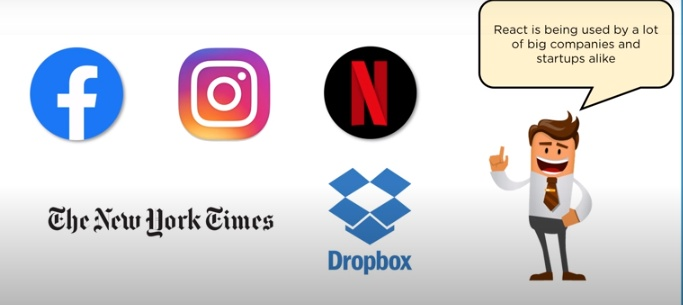 React is being used by a lot
of big companies and
startups alike
The New York Times
Dropbox